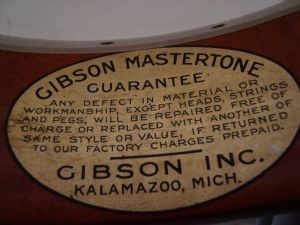 GIBSON MASTERTONE
GUARANTEE
ANY DEFECT IN MATERIAL OR
WORKMANSHIP, EXCEPT HEADS, STRINGS
AND PEGS, WILL BE REPAIRED FREE OF
CHARGE OR REPLACED WITH ANOTHER OF
SAME STYLE OR VALUE, IF RETURNED
TO OUR FACTORY CHARGES PREPAID.
GIBSON INC.
KALAMAZOO, MICH.